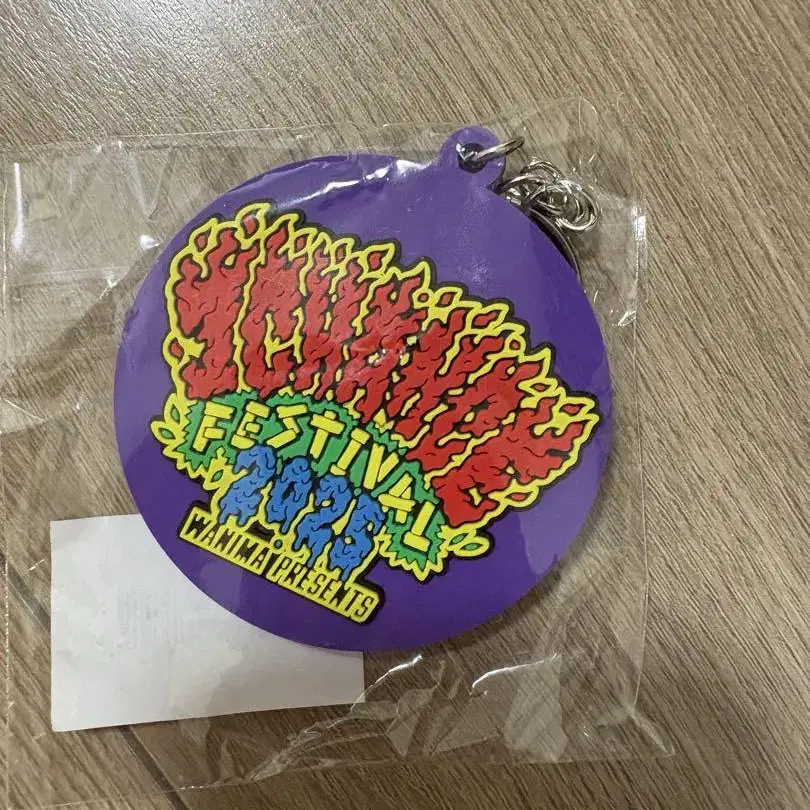 1CHANCE
FESTIVAL
2025
WANIMA PRESENTS